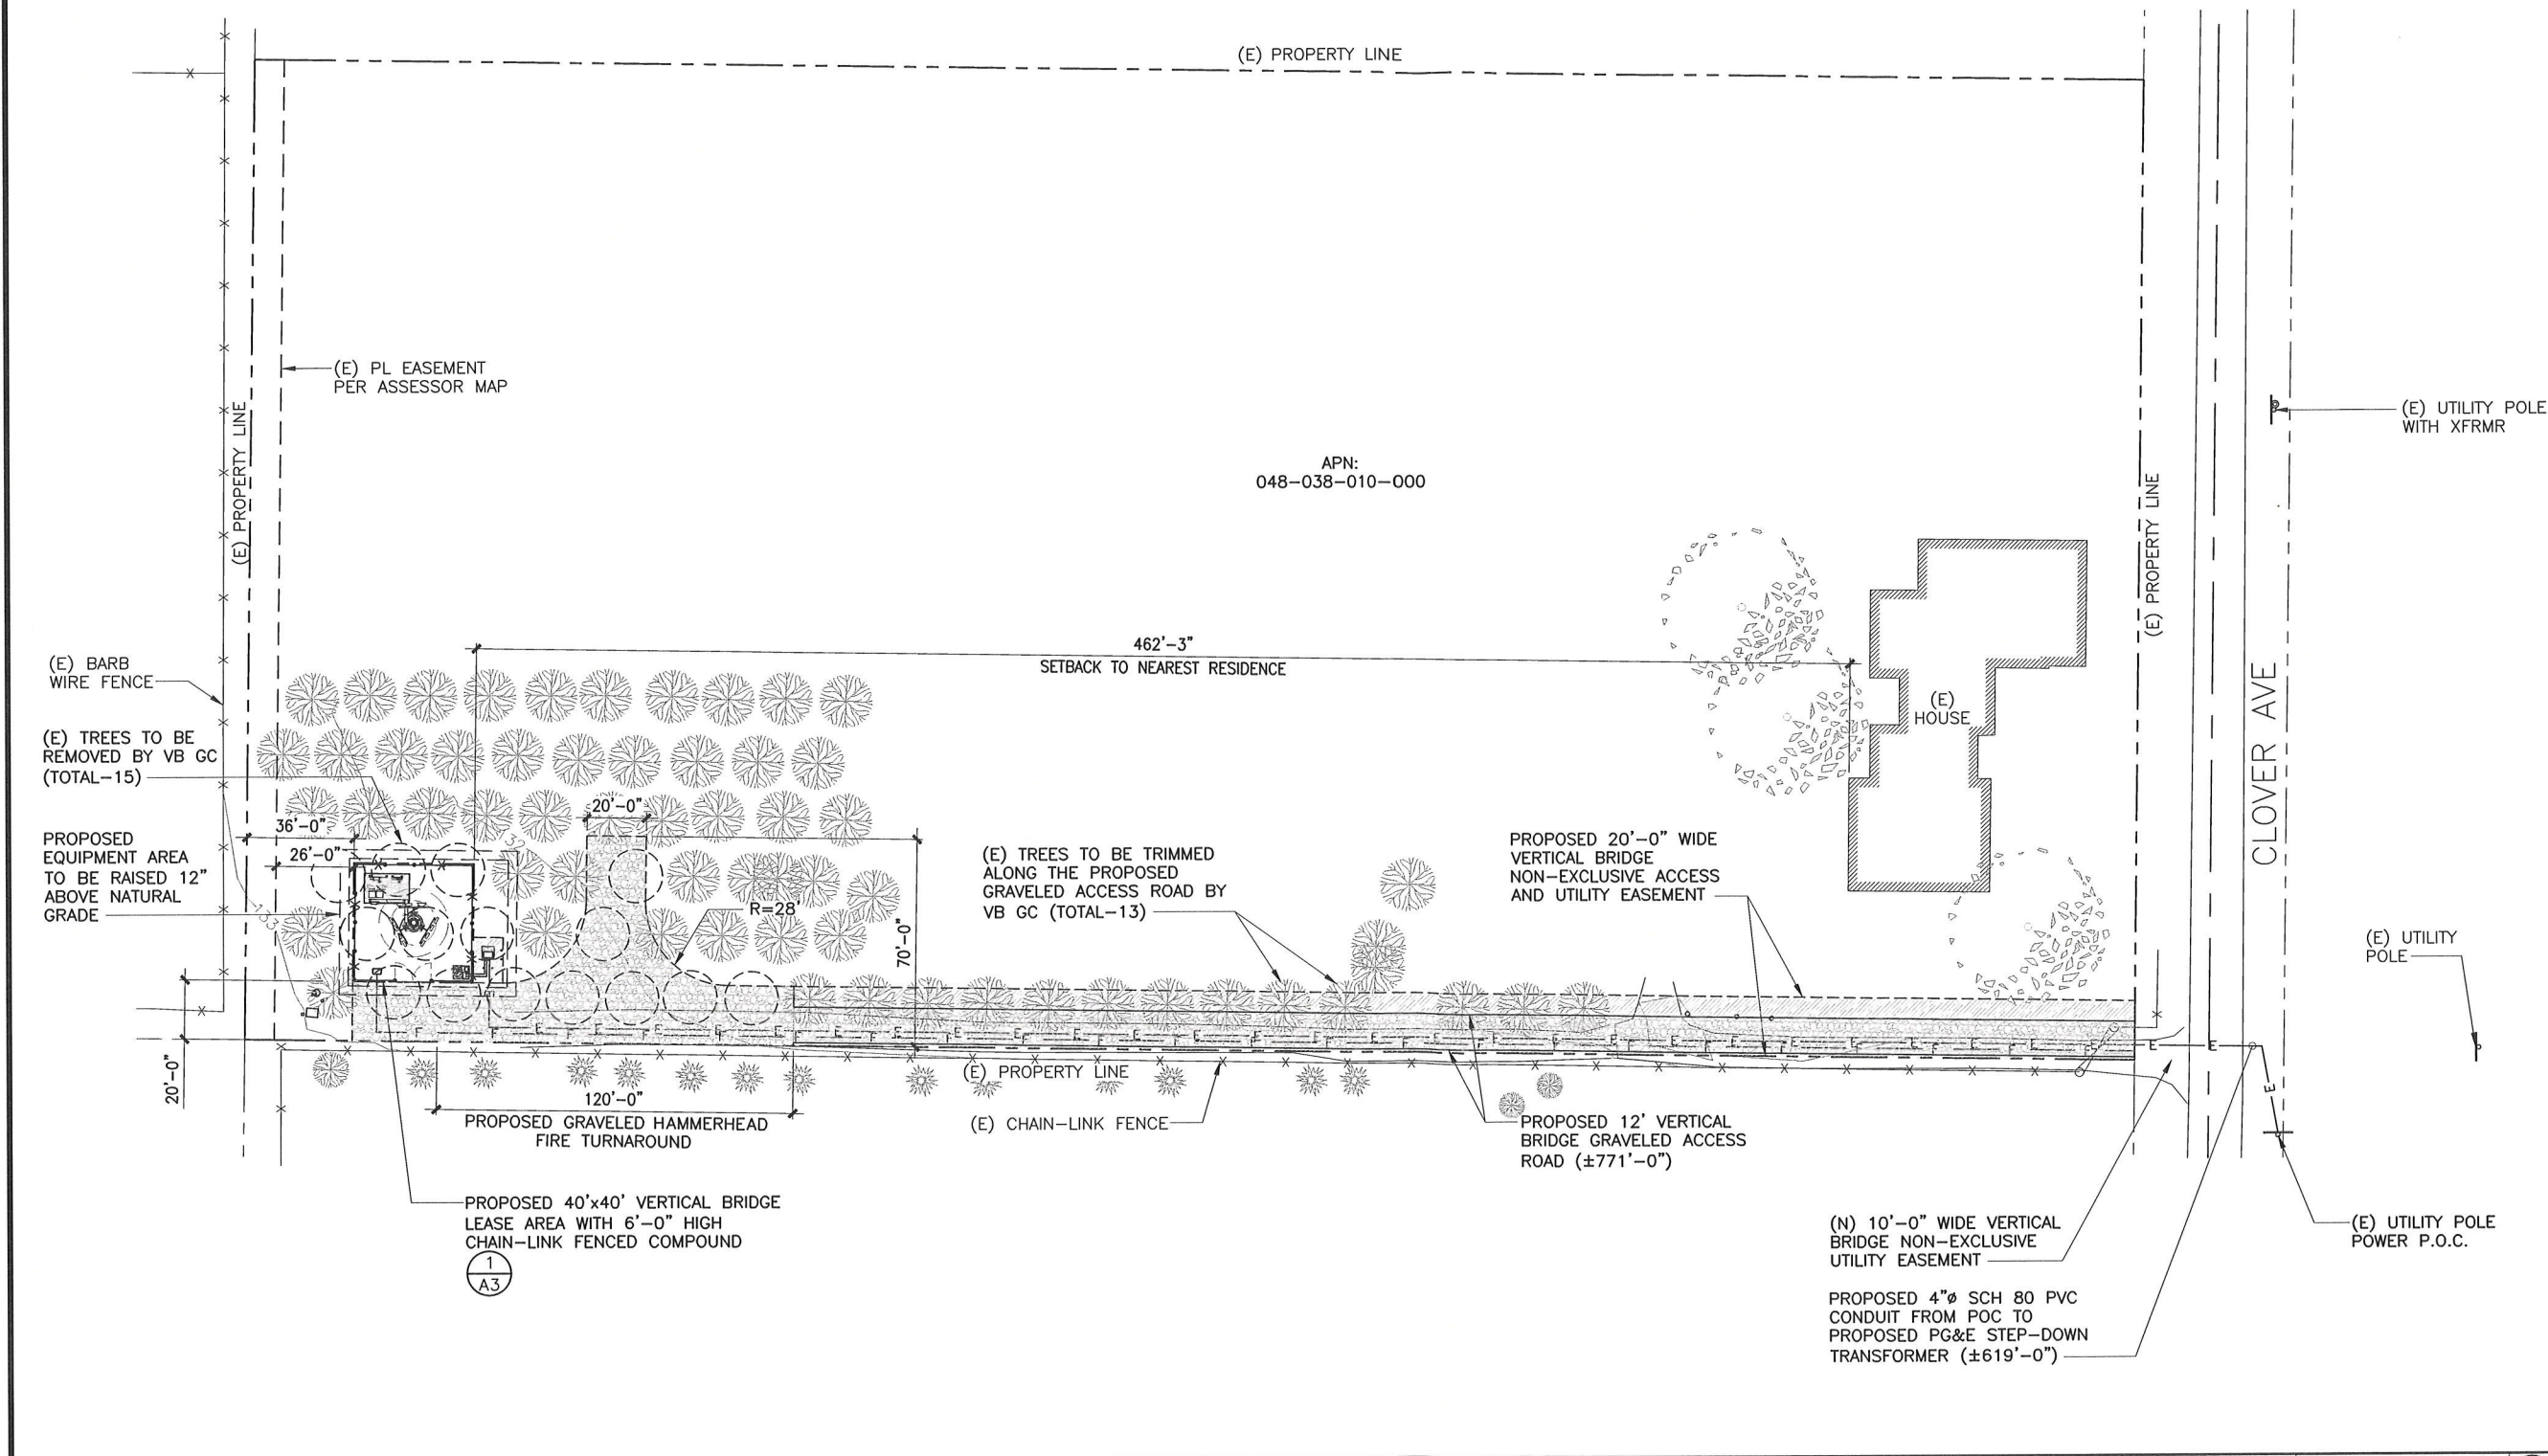 (E) PROPERTY LINE
(E) PL EASEMENT
PER ASSESSOR MAP
(E) PROPERTY LINE
(E) UTILITY POLE
WITH XFRMR
APN:
048-038-010-000
(E) PROPERTY LINE
462'-3"
SETBACK TO NEAREST RESIDENCE
(E) BARB
WIRE FENCE
(E)
HOUSE
CLOVER AVE
(E) TREES TO BE
REMOVED BY VB GC
(TOTAL-15)
20'-0"
36'-0"
26'-0"
132
133
PROPOSED
EQUIPMENT AREA
TO BE RAISED 12"
ABOVE NATURAL
GRADE
R=28'
70'-0"
(E) TREES TO BE TRIMMED
ALONG THE PROPOSED
GRAVELED ACCESS ROAD BY
VB GC (TOTAL-13)
PROPOSED 20'-0" WIDE
VERTICAL BRIDGE
NON-EXCLUSIVE ACCESS
AND UTILITY EASEMENT
(E) UTILITY
POLE
20'-0"
(E) PROPERTY LINE
120'-0"
PROPOSED GRAVELED HAMMERHEAD
FIRE TURNAROUND
(E) CHAIN-LINK FENCE
PROPOSED 12' VERTICAL
BRIDGE GRAVELED ACCESS
ROAD (±771'-0")
PROPOSED 40'x40' VERTICAL BRIDGE
LEASE AREA WITH 6'-0" HIGH
CHAIN-LINK FENCED COMPOUND
1
A3
(N) 10'-0" WIDE VERTICAL
BRIDGE NON-EXCLUSIVE
UTILITY EASEMENT
(E) UTILITY POLE
POWER P.O.C.
PROPOSED 4"ø SCH 80 PVC
CONDUIT FROM POC TO
PROPOSED PG&E STEP-DOWN
TRANSFORMER (±619'-0")